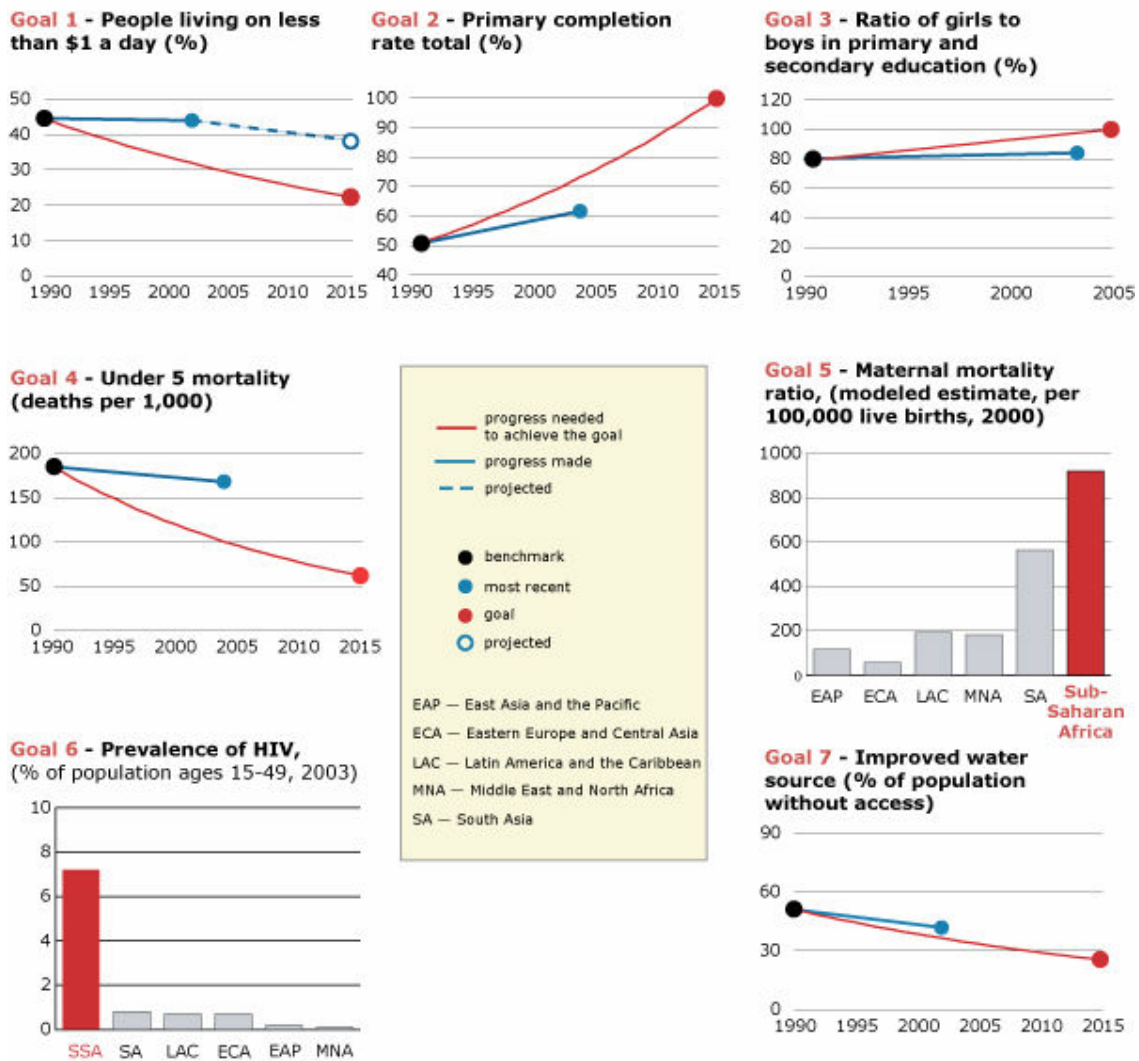 Goal 1 - People living on less
than $1 a day (%)
50
40
30
20
10
0
1990 1995 2000 2005 2010 2015
Goal 2 - Primary completion
rate total (%)
100
90
80
70
60
50
40
1990 1995 2000 2005 2010 2015
Goal 3 - Ratio of girls to
boys in primary and
secondary education (%)
120
100
80
60
40
20
0
1990 1995 2000 2005
Goal 4 - Under 5 mortality
(deaths per 1,000)
200
150
100
50
0
1990 1995 2000 2005 2010 2015
progress needed
to achieve the goal
progress made
projected
benchmark
most recent
goal
projected
EAP — East Asia and the Pacific
ECA — Eastern Europe and Central Asia
LAC — Latin America and the Caribbean
MNA — Middle East and North Africa
SA — South Asia
Goal 5 - Maternal mortality
ratio, (modeled estimate, per
100,000 live births, 2000)
1000
800
600
400
200
0
EAP ECA LAC MNA SA Sub-
Saharan
Africa
Goal 6 - Prevalence of HIV,
(% of population ages 15-49, 2003)
10
8
6
4
2
0
SSA SA LAC ECA EAP MNA
Goal 7 - Improved water
source (% of population
without access)
90
60
30
0
1990 1995 2000 2005 2010 2015